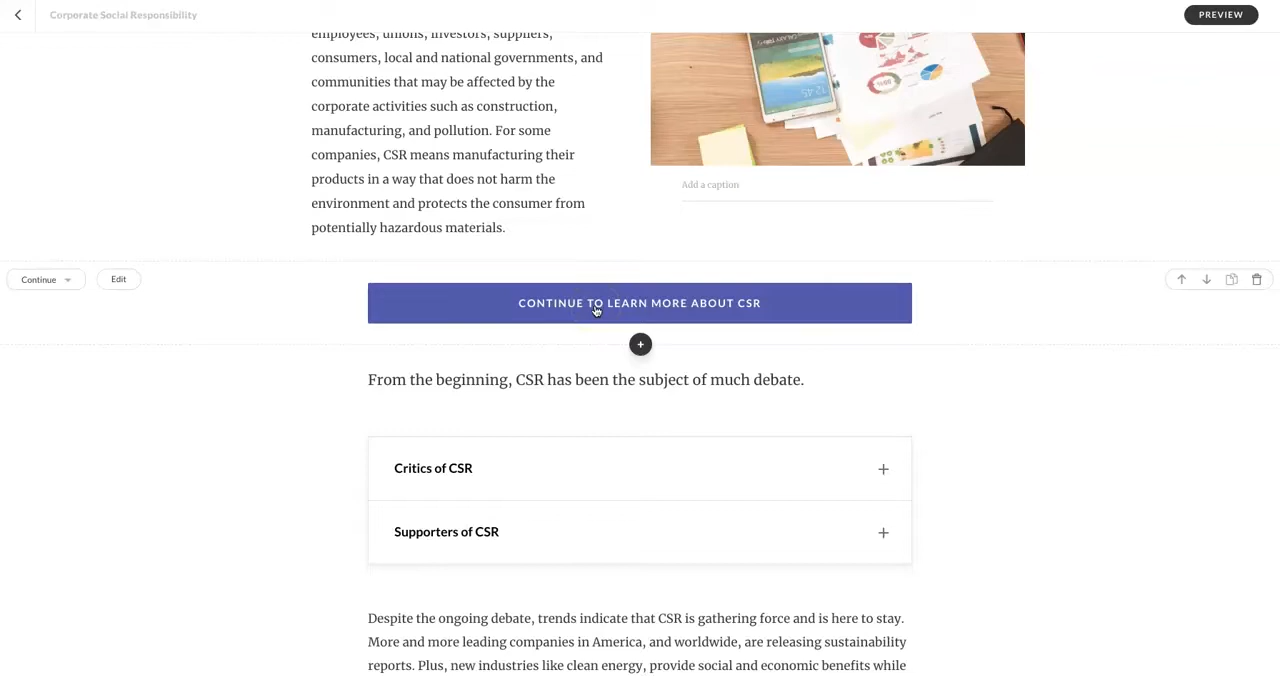 Corporate Social Responsibility
PREVIEW
employees, unions, investors, suppliers,
consumers, local and national governments, and
communities that may be affected by the
corporate activities such as construction,
manufacturing, and pollution. For some
companies, CSR means manufacturing their
products in a way that does not harm the
environment and protects the consumer from
potentially hazardous materials.
Add a caption
Continue
Edit
CONTINUE TO LEARN MORE ABOUT CSR
From the beginning, CSR has been the subject of much debate.
Critics of CSR
Supporters of CSR
Despite the ongoing debate, trends indicate that CSR is gathering force and is here to stay.
More and more leading companies in America, and worldwide, are releasing sustainability
reports. Plus, new industries like clean energy, provide social and economic benefits while